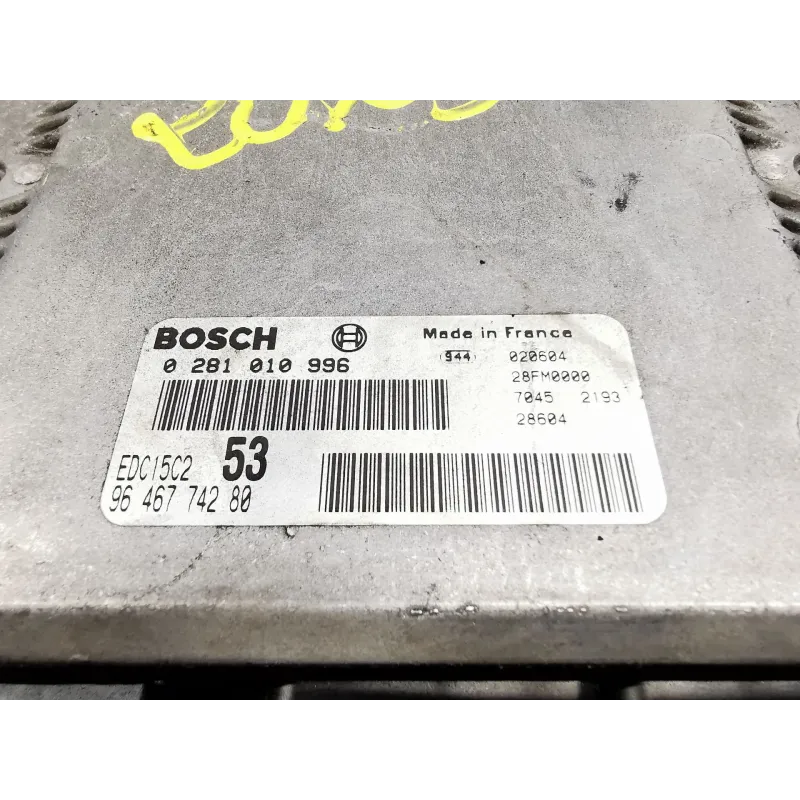 BOSCH
Made in France
0 281 010 996
944
020604
28FM0000
7045 2193
28604
EDC15C2 53
96 467 742 80